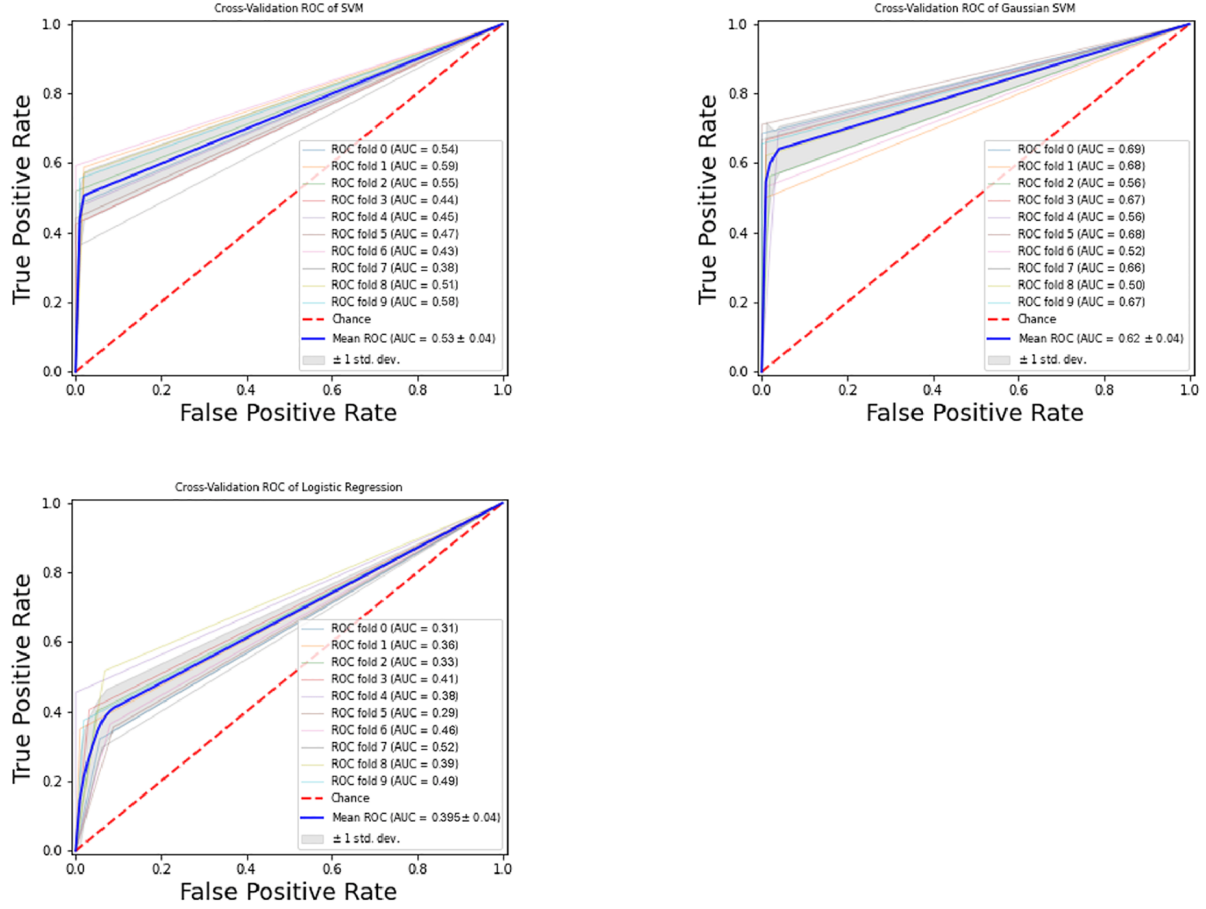 Cross-Validation ROC of SVM
1.0
0.8
0.6
0.4
0.2
0.0
True Positive Rate
ROC fold 0 (AUC = 0.54)
ROC fold 1 (AUC = 0.59)
ROC fold 2 (AUC = 0.55)
ROC fold 3 (AUC = 0.44)
ROC fold 4 (AUC = 0.45)
ROC fold 5 (AUC = 0.47)
ROC fold 6 (AUC = 0.43)
ROC fold 7 (AUC = 0.38)
ROC fold 8 (AUC = 0.51)
ROC fold 9 (AUC = 0.58)
Chance
Mean ROC (AUC = 0.53 ± 0.04)
± 1 std. dev.
0.0 0.2 0.4 0.6 0.8 1.0
False Positive Rate
Cross-Validation ROC of Gaussian SVM
1.0
0.8
0.6
0.4
0.2
0.0
True Positive Rate
ROC fold 0 (AUC = 0.69)
ROC fold 1 (AUC = 0.68)
ROC fold 2 (AUC = 0.56)
ROC fold 3 (AUC = 0.67)
ROC fold 4 (AUC = 0.56)
ROC fold 5 (AUC = 0.68)
ROC fold 6 (AUC = 0.52)
ROC fold 7 (AUC = 0.66)
ROC fold 8 (AUC = 0.50)
ROC fold 9 (AUC = 0.67)
Chance
Mean ROC (AUC = 0.62 ± 0.04)
± 1 std. dev.
0.0 0.2 0.4 0.6 0.8 1.0
False Positive Rate
Cross-Validation ROC of Logistic Regression
1.0
0.8
0.6
0.4
0.2
0.0
True Positive Rate
ROC fold 0 (AUC = 0.31)
ROC fold 1 (AUC = 0.36)
ROC fold 2 (AUC = 0.33)
ROC fold 3 (AUC = 0.41)
ROC fold 4 (AUC = 0.38)
ROC fold 5 (AUC = 0.29)
ROC fold 6 (AUC = 0.46)
ROC fold 7 (AUC = 0.52)
ROC fold 8 (AUC = 0.39)
ROC fold 9 (AUC = 0.49)
Chance
Mean ROC (AUC = 0.395± 0.04)
± 1 std. dev.
0.0 0.2 0.4 0.6 0.8 1.0
False Positive Rate